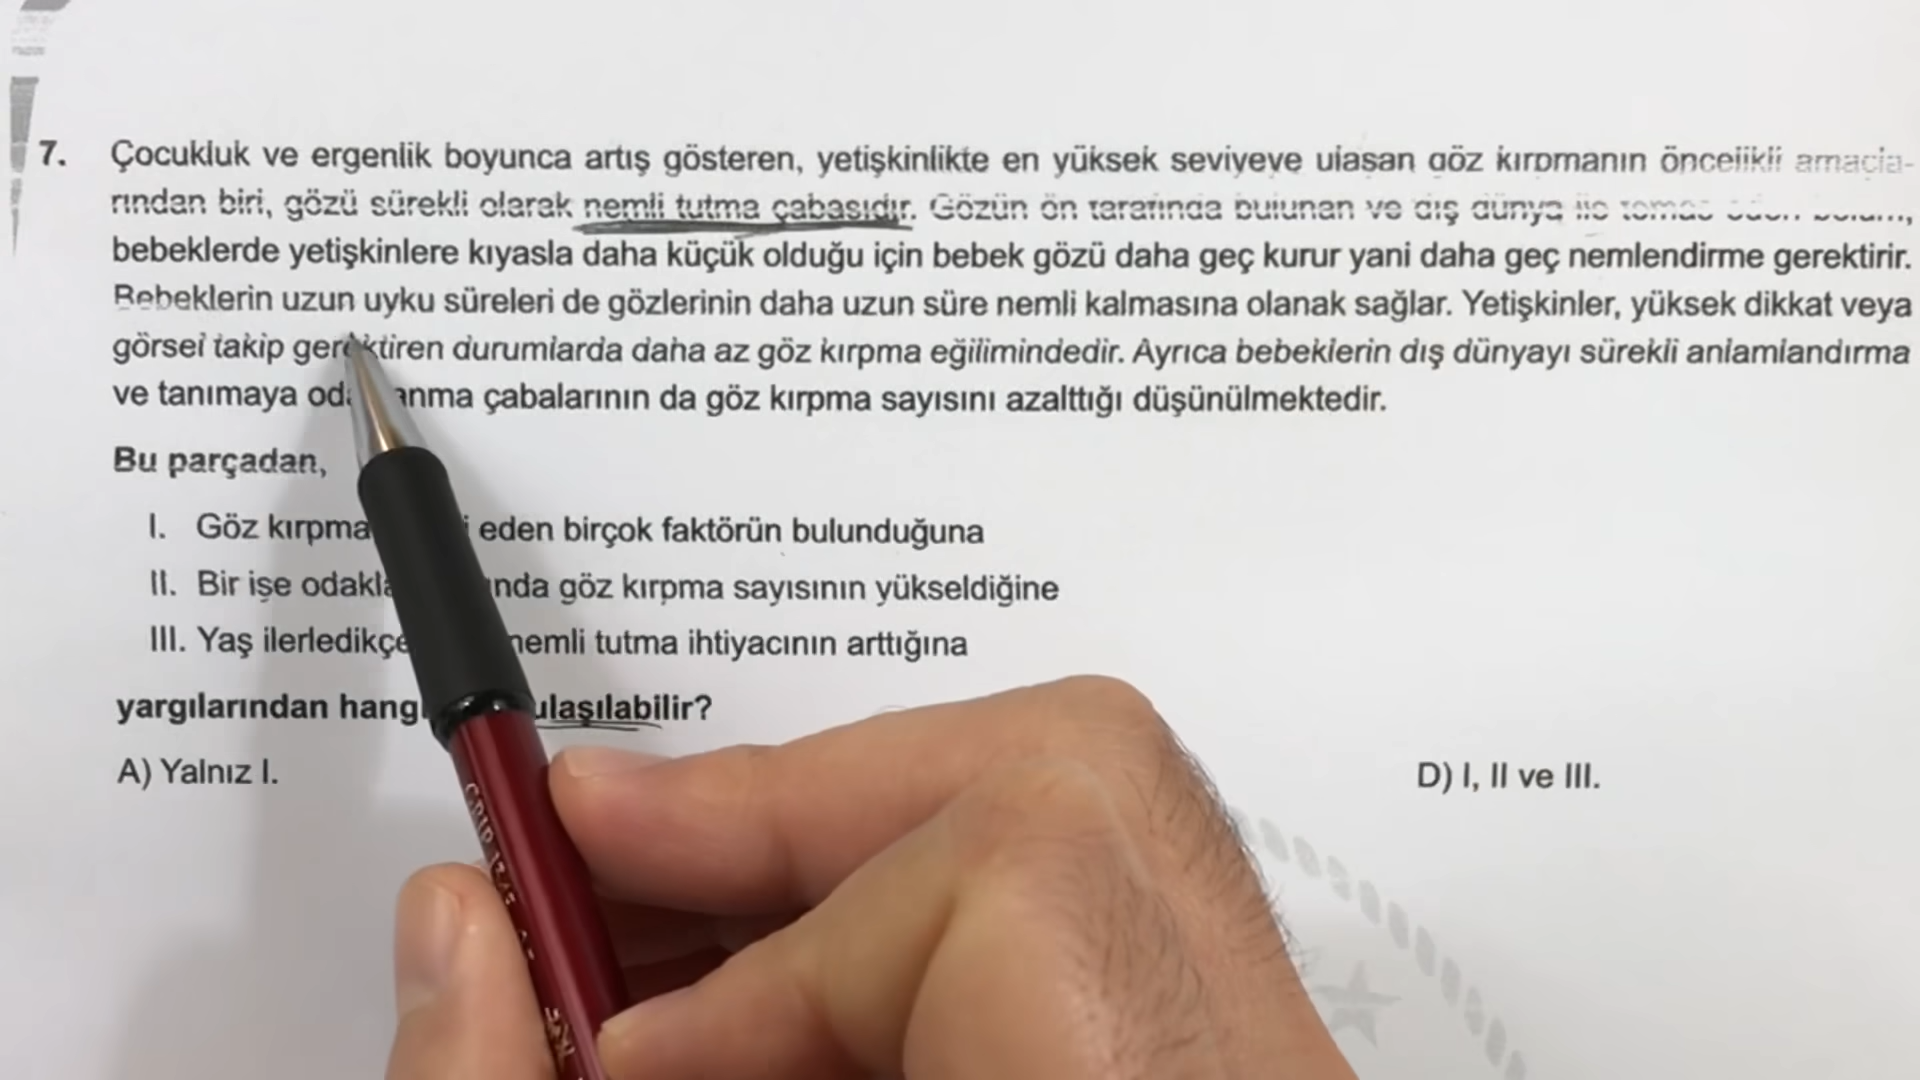 7. Çocukluk ve ergenlik boyunca artış gösteren, yetişkinlikte en yüksek seviyeye ulaşan göz kırpmanın öncelikli amaçla-
rından biri, gözü sürekli olarak nemli tutma çabasıdır. Gözün ön tarafında bulunan ve dış dünya ile temas eden bölüm,
bebeklerde yetişkinlere kıyasla daha küçük olduğu için bebek gözü daha geç kurur yani daha geç nemlendirme gerektirir.
Bebeklerin uzun uyku süreleri de gözlerinin daha uzun süre nemli kalmasına olanak sağlar. Yetişkinler, yüksek dikkat veya
görsel takip gerektiren durumlarda daha az göz kırpma eğilimindedir. Ayrıca bebeklerin dış dünyayı sürekli anlamlandırma
ve tanımaya çabalarının da göz kırpma sayısını azalttığı düşünülmektedir.
Bu parçadan,
I. Göz kırpma eden birçok faktörün bulunduğuna
II. Bir işe göz kırpma sayısının yükseldiğine
III. Yaş ilerledikçe nemli tutma ihtiyacının arttığına
yargılarından ulaşılabilir?
A) Yalnız I.
D) I, II ve III.